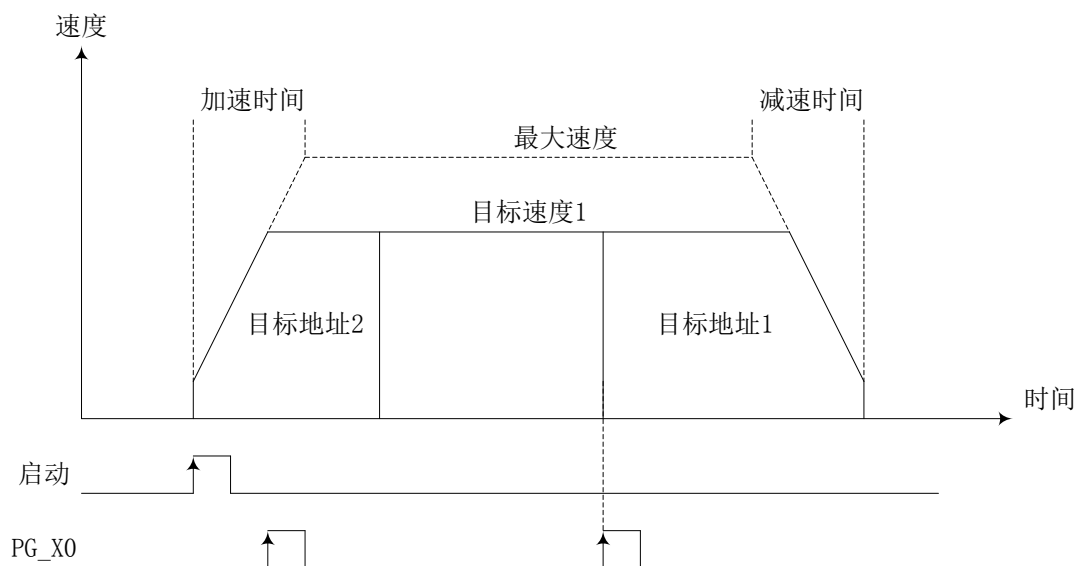 速度
加速时间
减速时间
最大速度
目标速度1
目标地址2
目标地址1
时间
启动
PG_X0